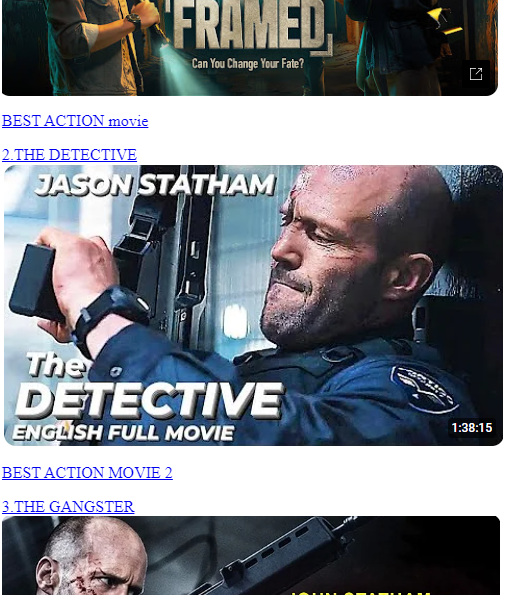 FRAMED
Can You Change Your Fate?
BEST ACTION movie
2.THE DETECTIVE
JASON STATHAM
The
DETECTIVE
ENGLISH FULL MOVIE
1:38:15
BEST ACTION MOVIE 2
3.THE GANGSTER